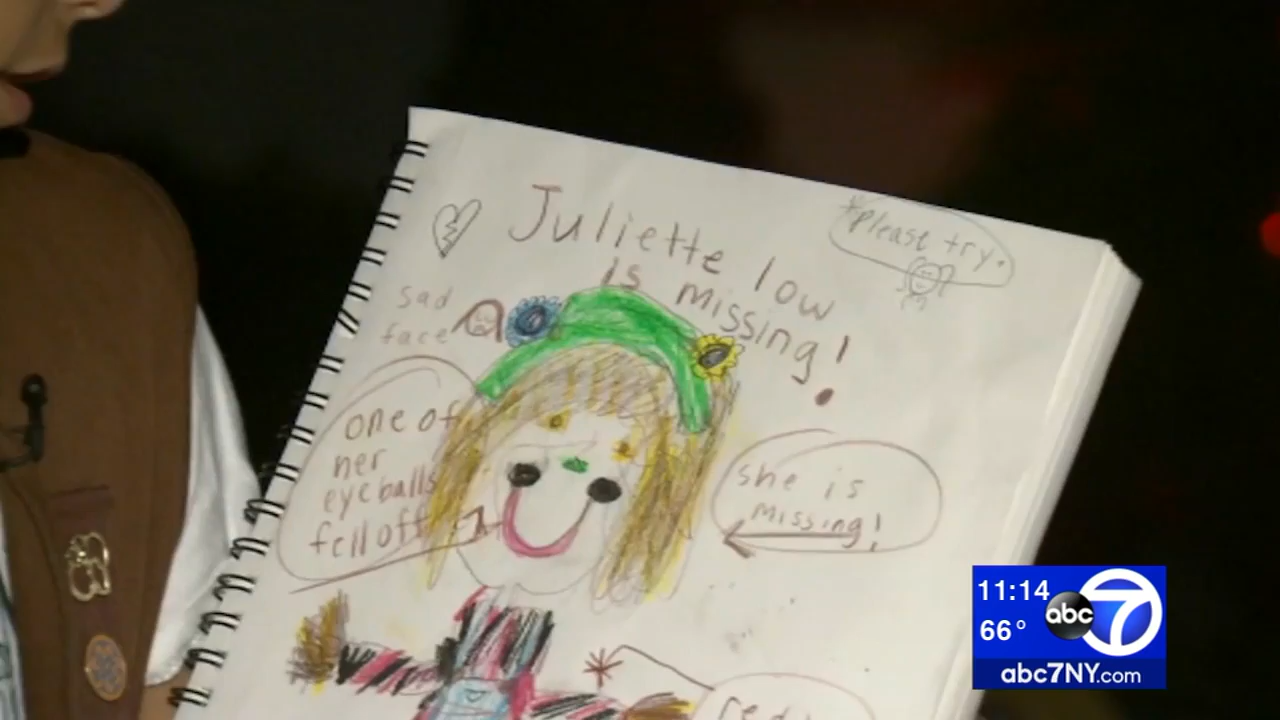 Juliette low
is missing!
*please try.
sad
face
one of
her
eyeballs
fell off
she is
missing!
red
11:14
66°
abc 7
abc7NY.com